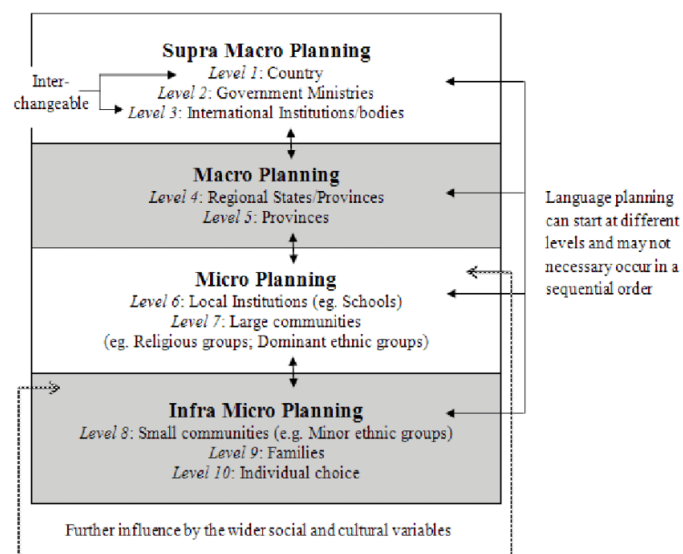 Supra Macro Planning
Level 1: Country
Level 2: Government Ministries
Level 3: International Institutions/bodies
Inter-
changeable
Macro Planning
Level 4: Regional States/Provinces
Level 5: Provinces
Language planning
can start at different
levels and may not
necessary occur in a
sequential order
Micro Planning
Level 6: Local Institutions (eg. Schools)
Level 7: Large communities
(eg. Religious groups; Dominant ethnic groups)
Infra Micro Planning
Level 8: Small communities (e.g. Minor ethnic groups)
Level 9: Families
Level 10: Individual choice
Further influence by the wider social and cultural variables